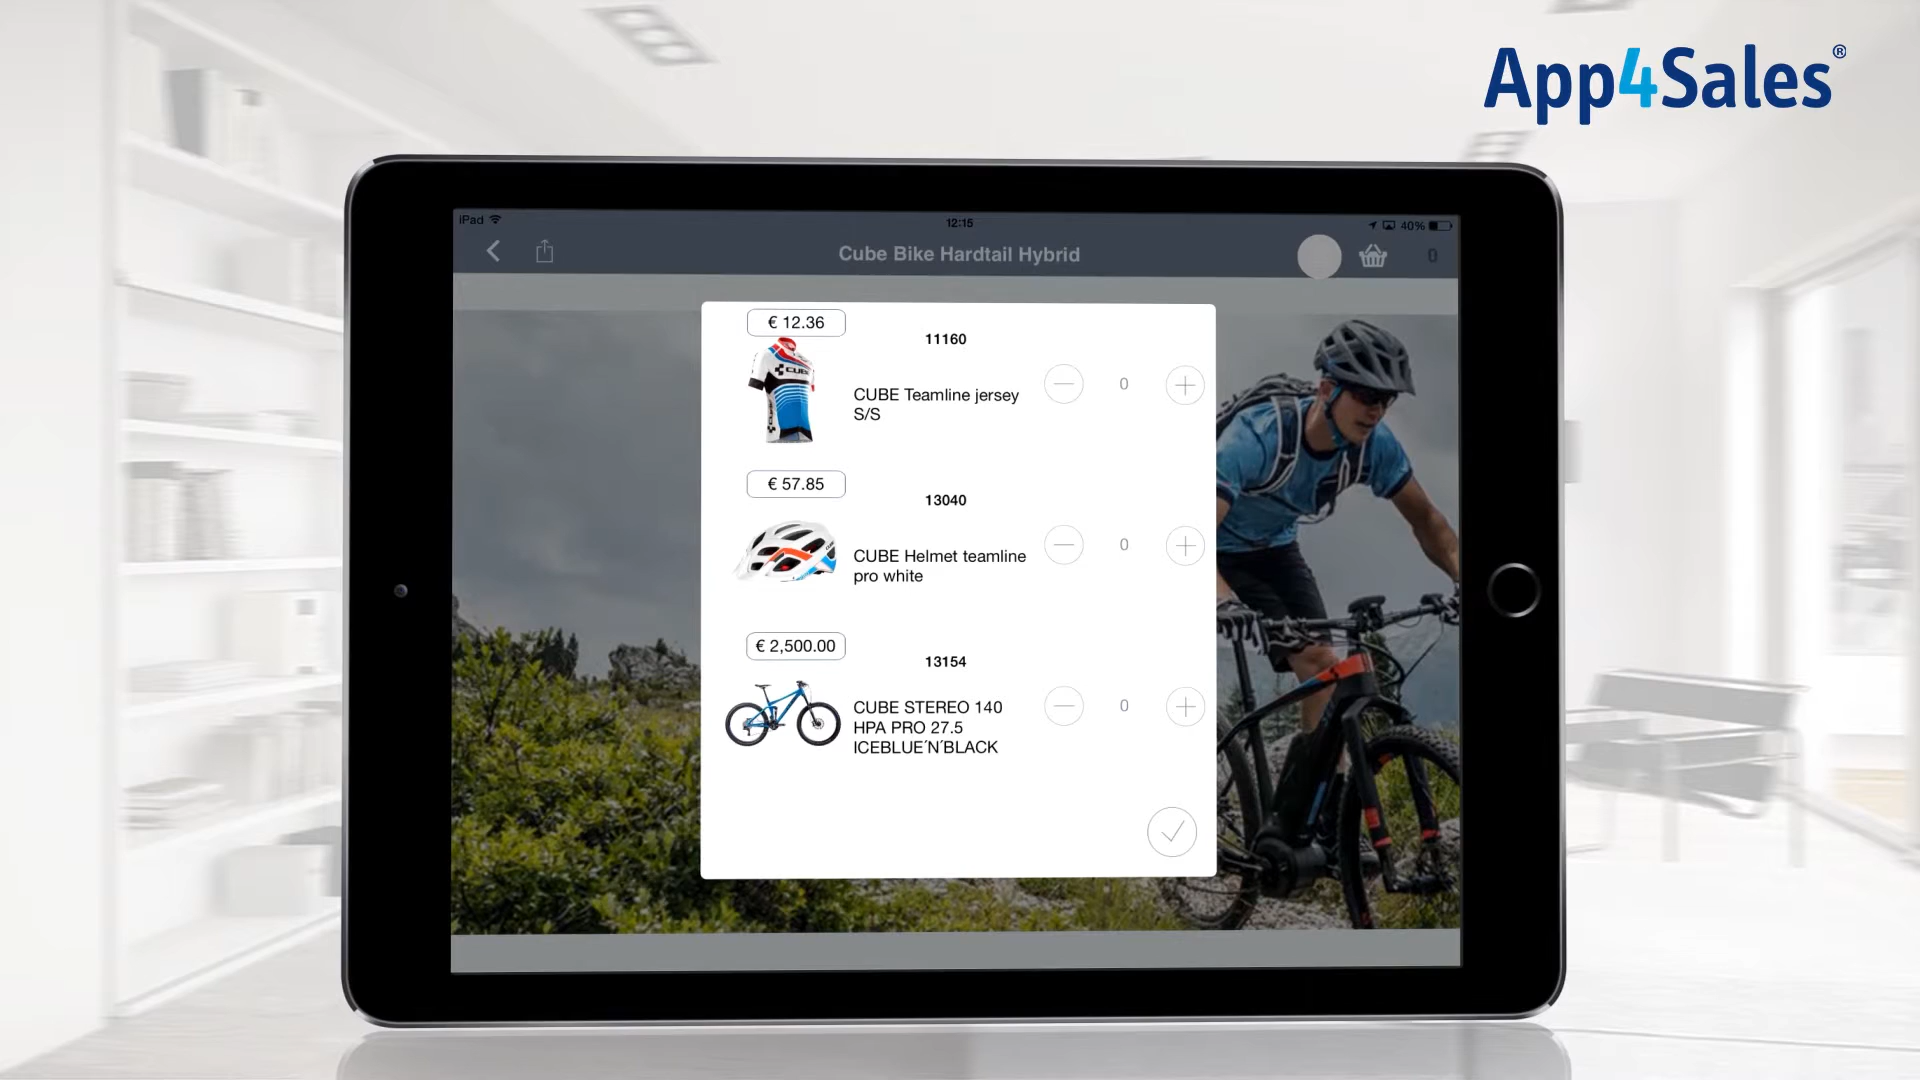 App4Sales®
iPad
12:15
40%
Cube Bike Hardtail Hybrid
0
€ 12.36
11160
CUBE
CUBE Teamline jersey
S/S
0
€ 57.85
13040
CUBE Helmet teamline
pro white
0
€ 2,500.00
13154
CUBE STEREO 140
HPA PRO 27.5
ICEBLUE´N´BLACK
0